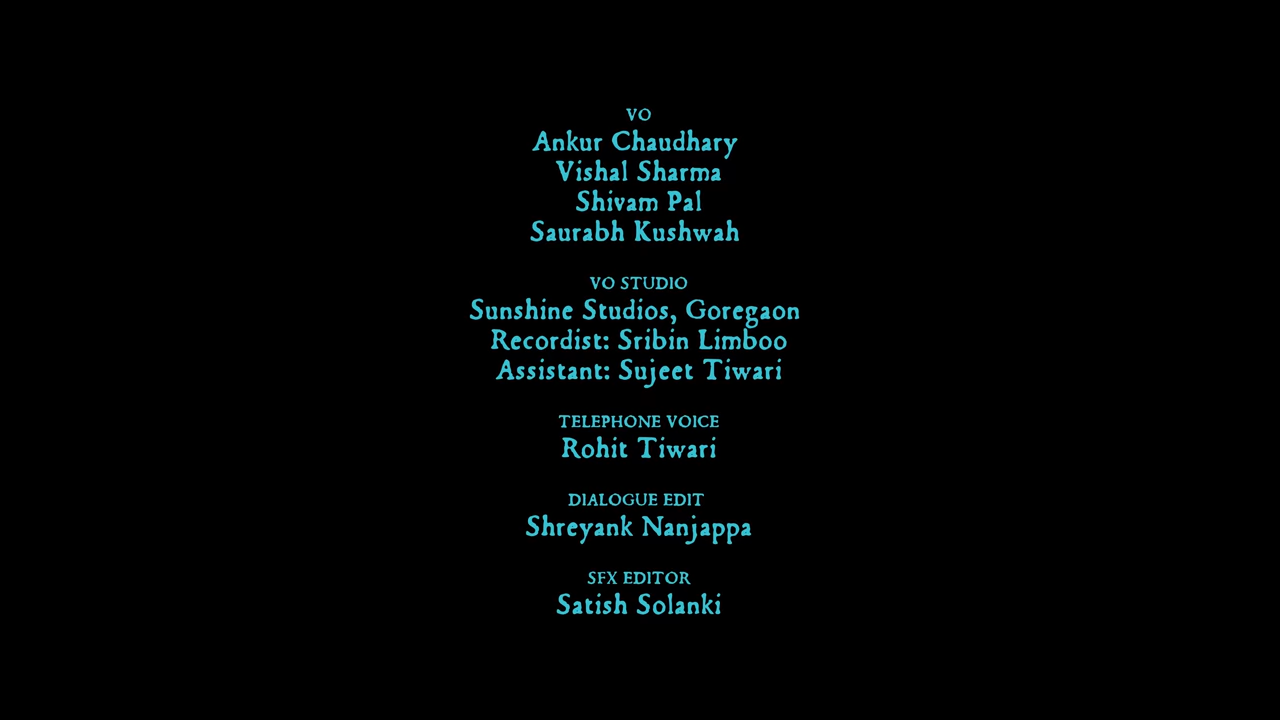 VO
Ankur Chaudhary
Vishal Sharma
Shivam Pal
Saurabh Kushwah
VO STUDIO
Sunshine Studios, Goregaon
Recordist: Sribin Limboo
Assistant: Sujeet Tiwari
TELEPHONE VOICE
Rohit Tiwari
DIALOGUE EDIT
Shreyank Nanjappa
SFX EDITOR
Satish Solanki